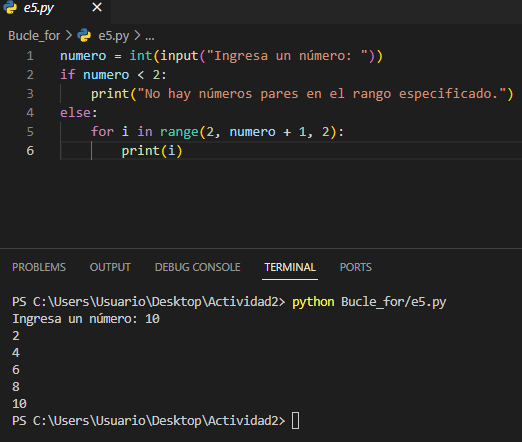 e5.py ×
Bucle_for > e5.py > ...
1 numero = int(input("Ingresa un número: "))
2 if numero < 2:
3     print("No hay números pares en el rango especificado.")
4 else:
5     for i in range(2, numero + 1, 2):
6         print(i)
PROBLEMS OUTPUT DEBUG CONSOLE TERMINAL PORTS
PS C:\Users\Usuario\Desktop\Actividad2> python Bucle_for/e5.py
Ingresa un número: 10
2
4
6
8
10
PS C:\Users\Usuario\Desktop\Actividad2>